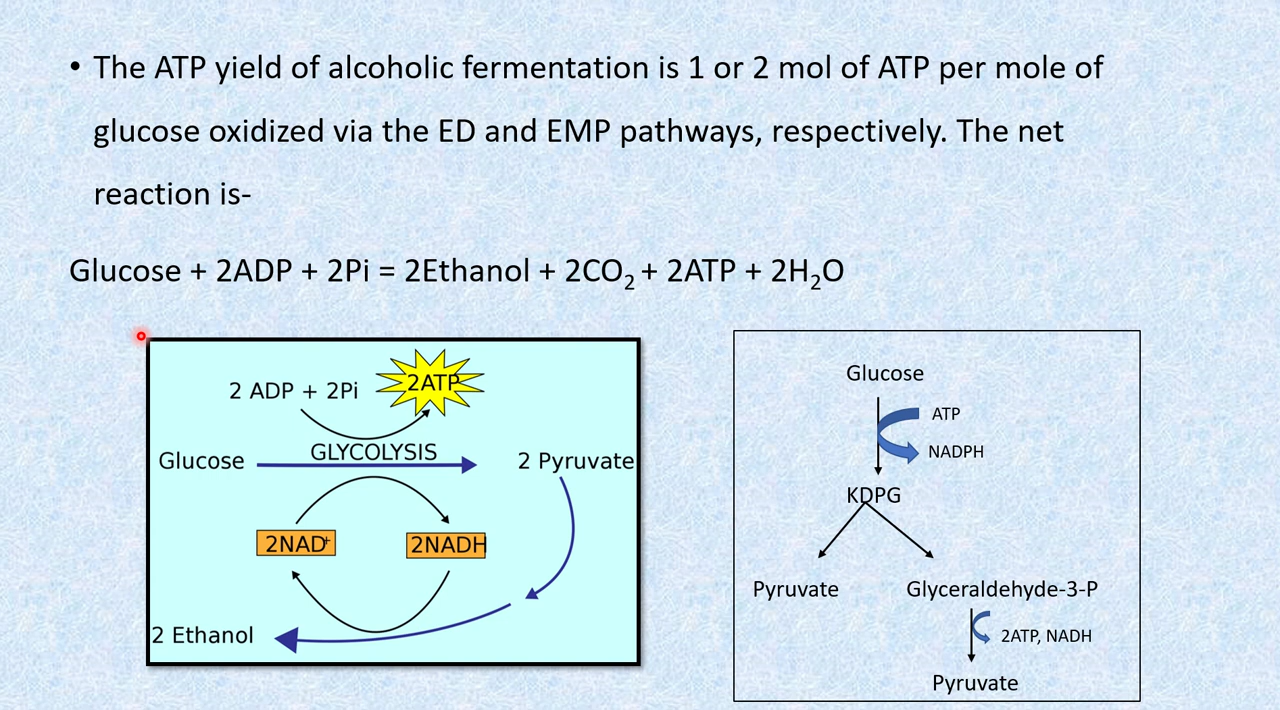 • The ATP yield of alcoholic fermentation is 1 or 2 mol of ATP per mole of
glucose oxidized via the ED and EMP pathways, respectively. The net
reaction is-
Glucose + 2ADP + 2Pi = 2Ethanol + 2CO₂ + 2ATP + 2H₂O
2 ADP + 2Pi
2ATP
GLYCOLYSIS
Glucose
2 Pyruvate
2NAD⁺
2NADH
2 Ethanol
Glucose
ATP
NADPH
KDPG
Pyruvate
Glyceraldehyde-3-P
2ATP, NADH
Pyruvate